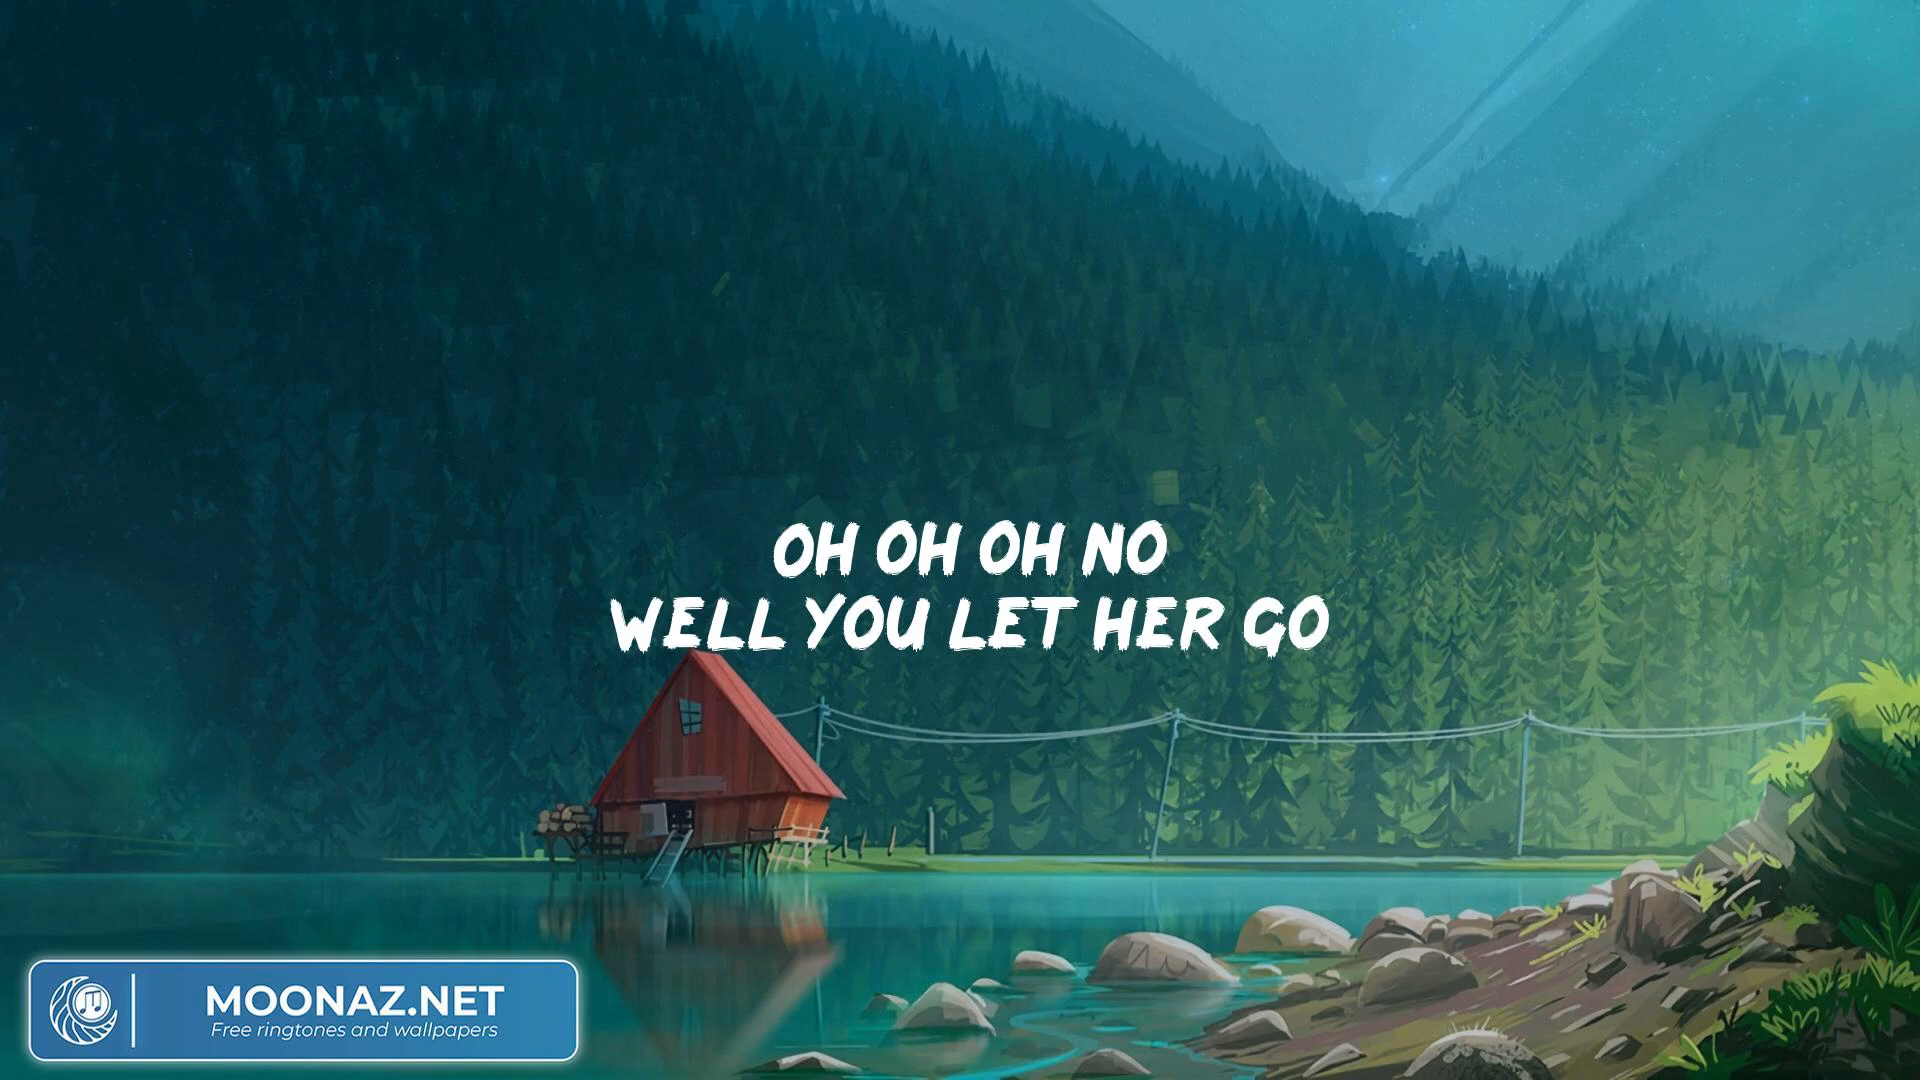 OH OH OH NO
WELL YOU LET HER GO
MOONAZ.NET
Free ringtones and wallpapers